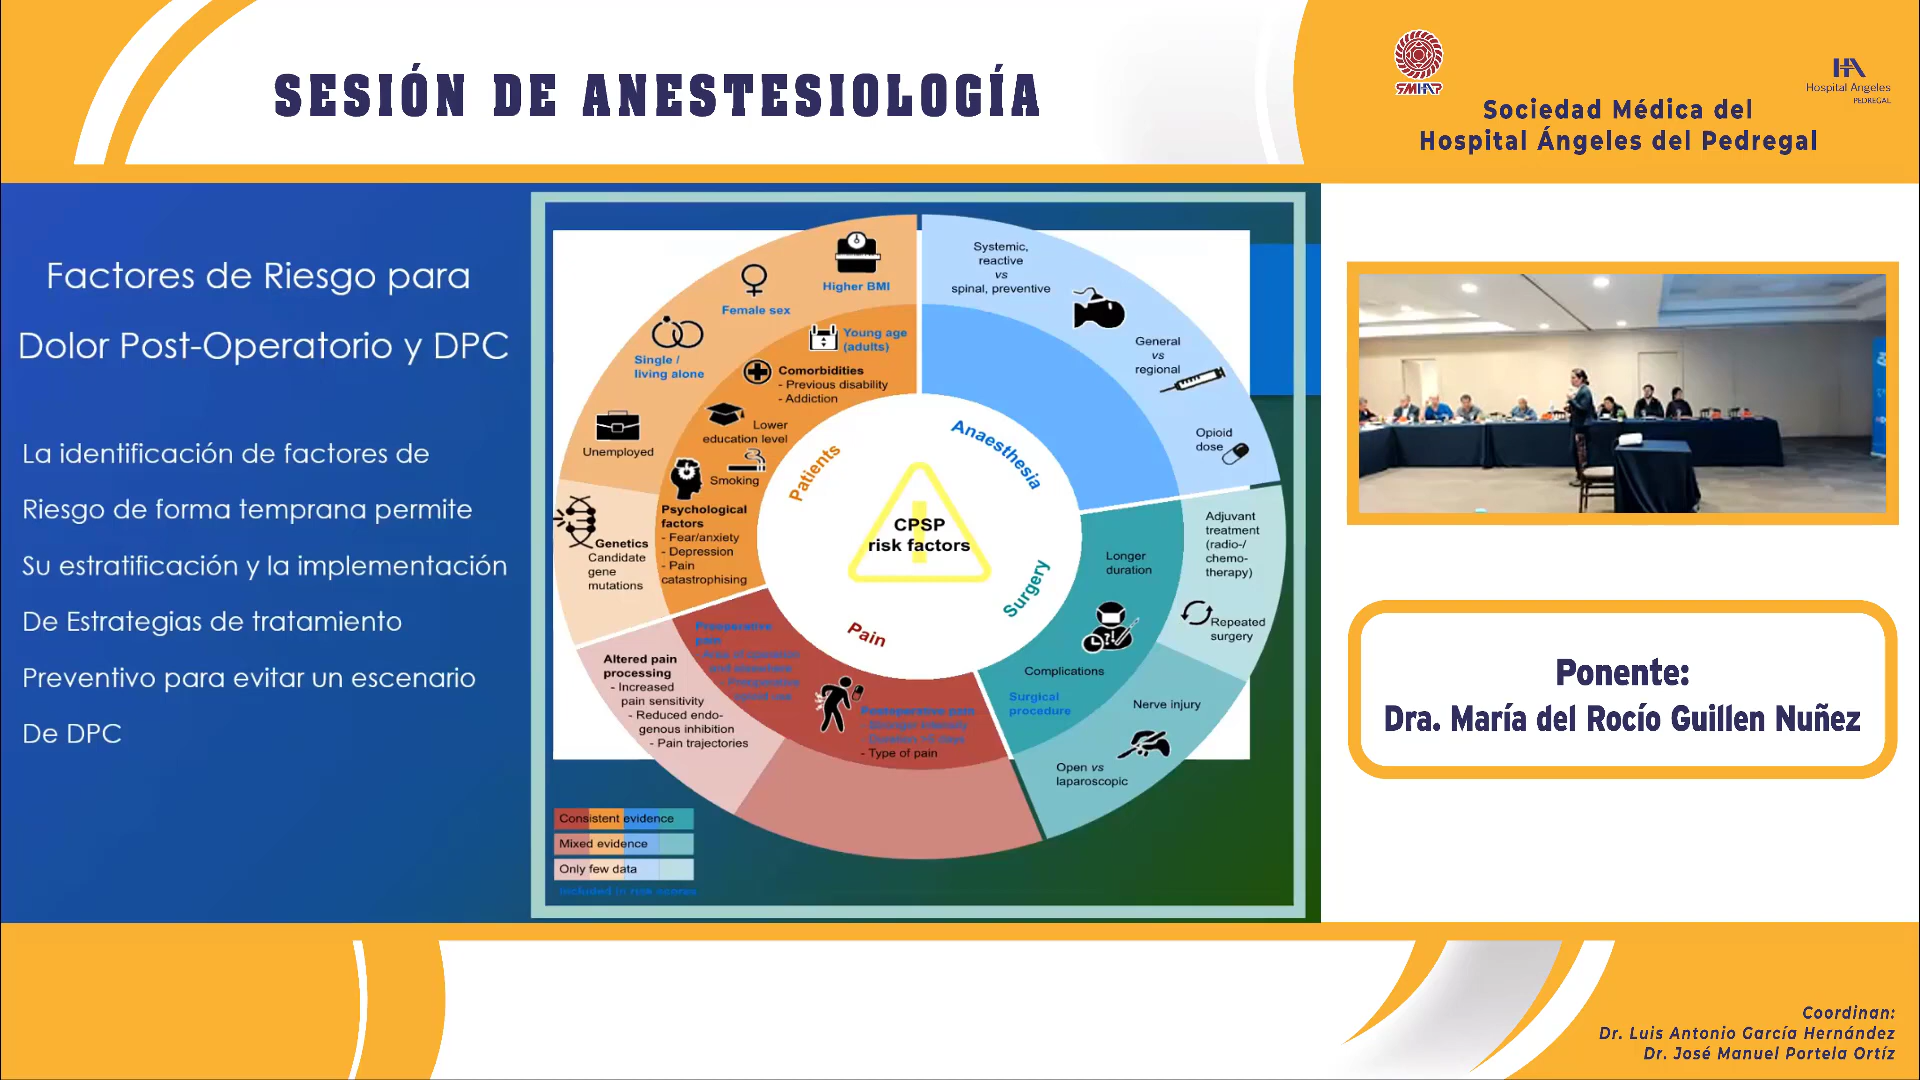 SESIÓN DE ANESTESIOLOGÍA
SMHAP
Hospital Angeles
PEDREGAL
Sociedad Médica del
Hospital Ángeles del Pedregal
Factores de Riesgo para
Dolor Post-Operatorio y DPC
La identificación de factores de
Riesgo de forma temprana permite
Su estratificación y la implementación
De Estrategias de tratamiento
Preventivo para evitar un escenario
De DPC
Higher BMI
Female sex
Single /
living alone
Unemployed
Genetics
Candidate
gene
mutations
Young age
(adults)
Comorbidities
- Previous disability
- Addiction
Lower
education level
Smoking
Psychological
factors
- Fear/anxiety
- Depression
- Pain
catastrophising
Patients
Anaesthesia
Surgery
Pain
CPSP
risk factors
Systemic,
reactive
vs
spinal, preventive
General
vs
regional
Opioid
dose
Adjuvant
treatment
(radio-/
chemo-
therapy)
Repeated
surgery
Longer
duration
Complications
Surgical
procedure
Nerve injury
Open vs
laparoscopic
Preoperative
pain
Postoperative pain
- Type of pain
Altered pain
processing
- Increased
pain sensitivity
- Reduced endo-
genous inhibition
- Pain trajectories
Consistent evidence
Mixed evidence
Only few data
Included in risk scores
Ponente:
Dra. María del Rocío Guillen Nuñez
Coordinan:
Dr. Luis Antonio García Hernández
Dr. José Manuel Portela Ortíz